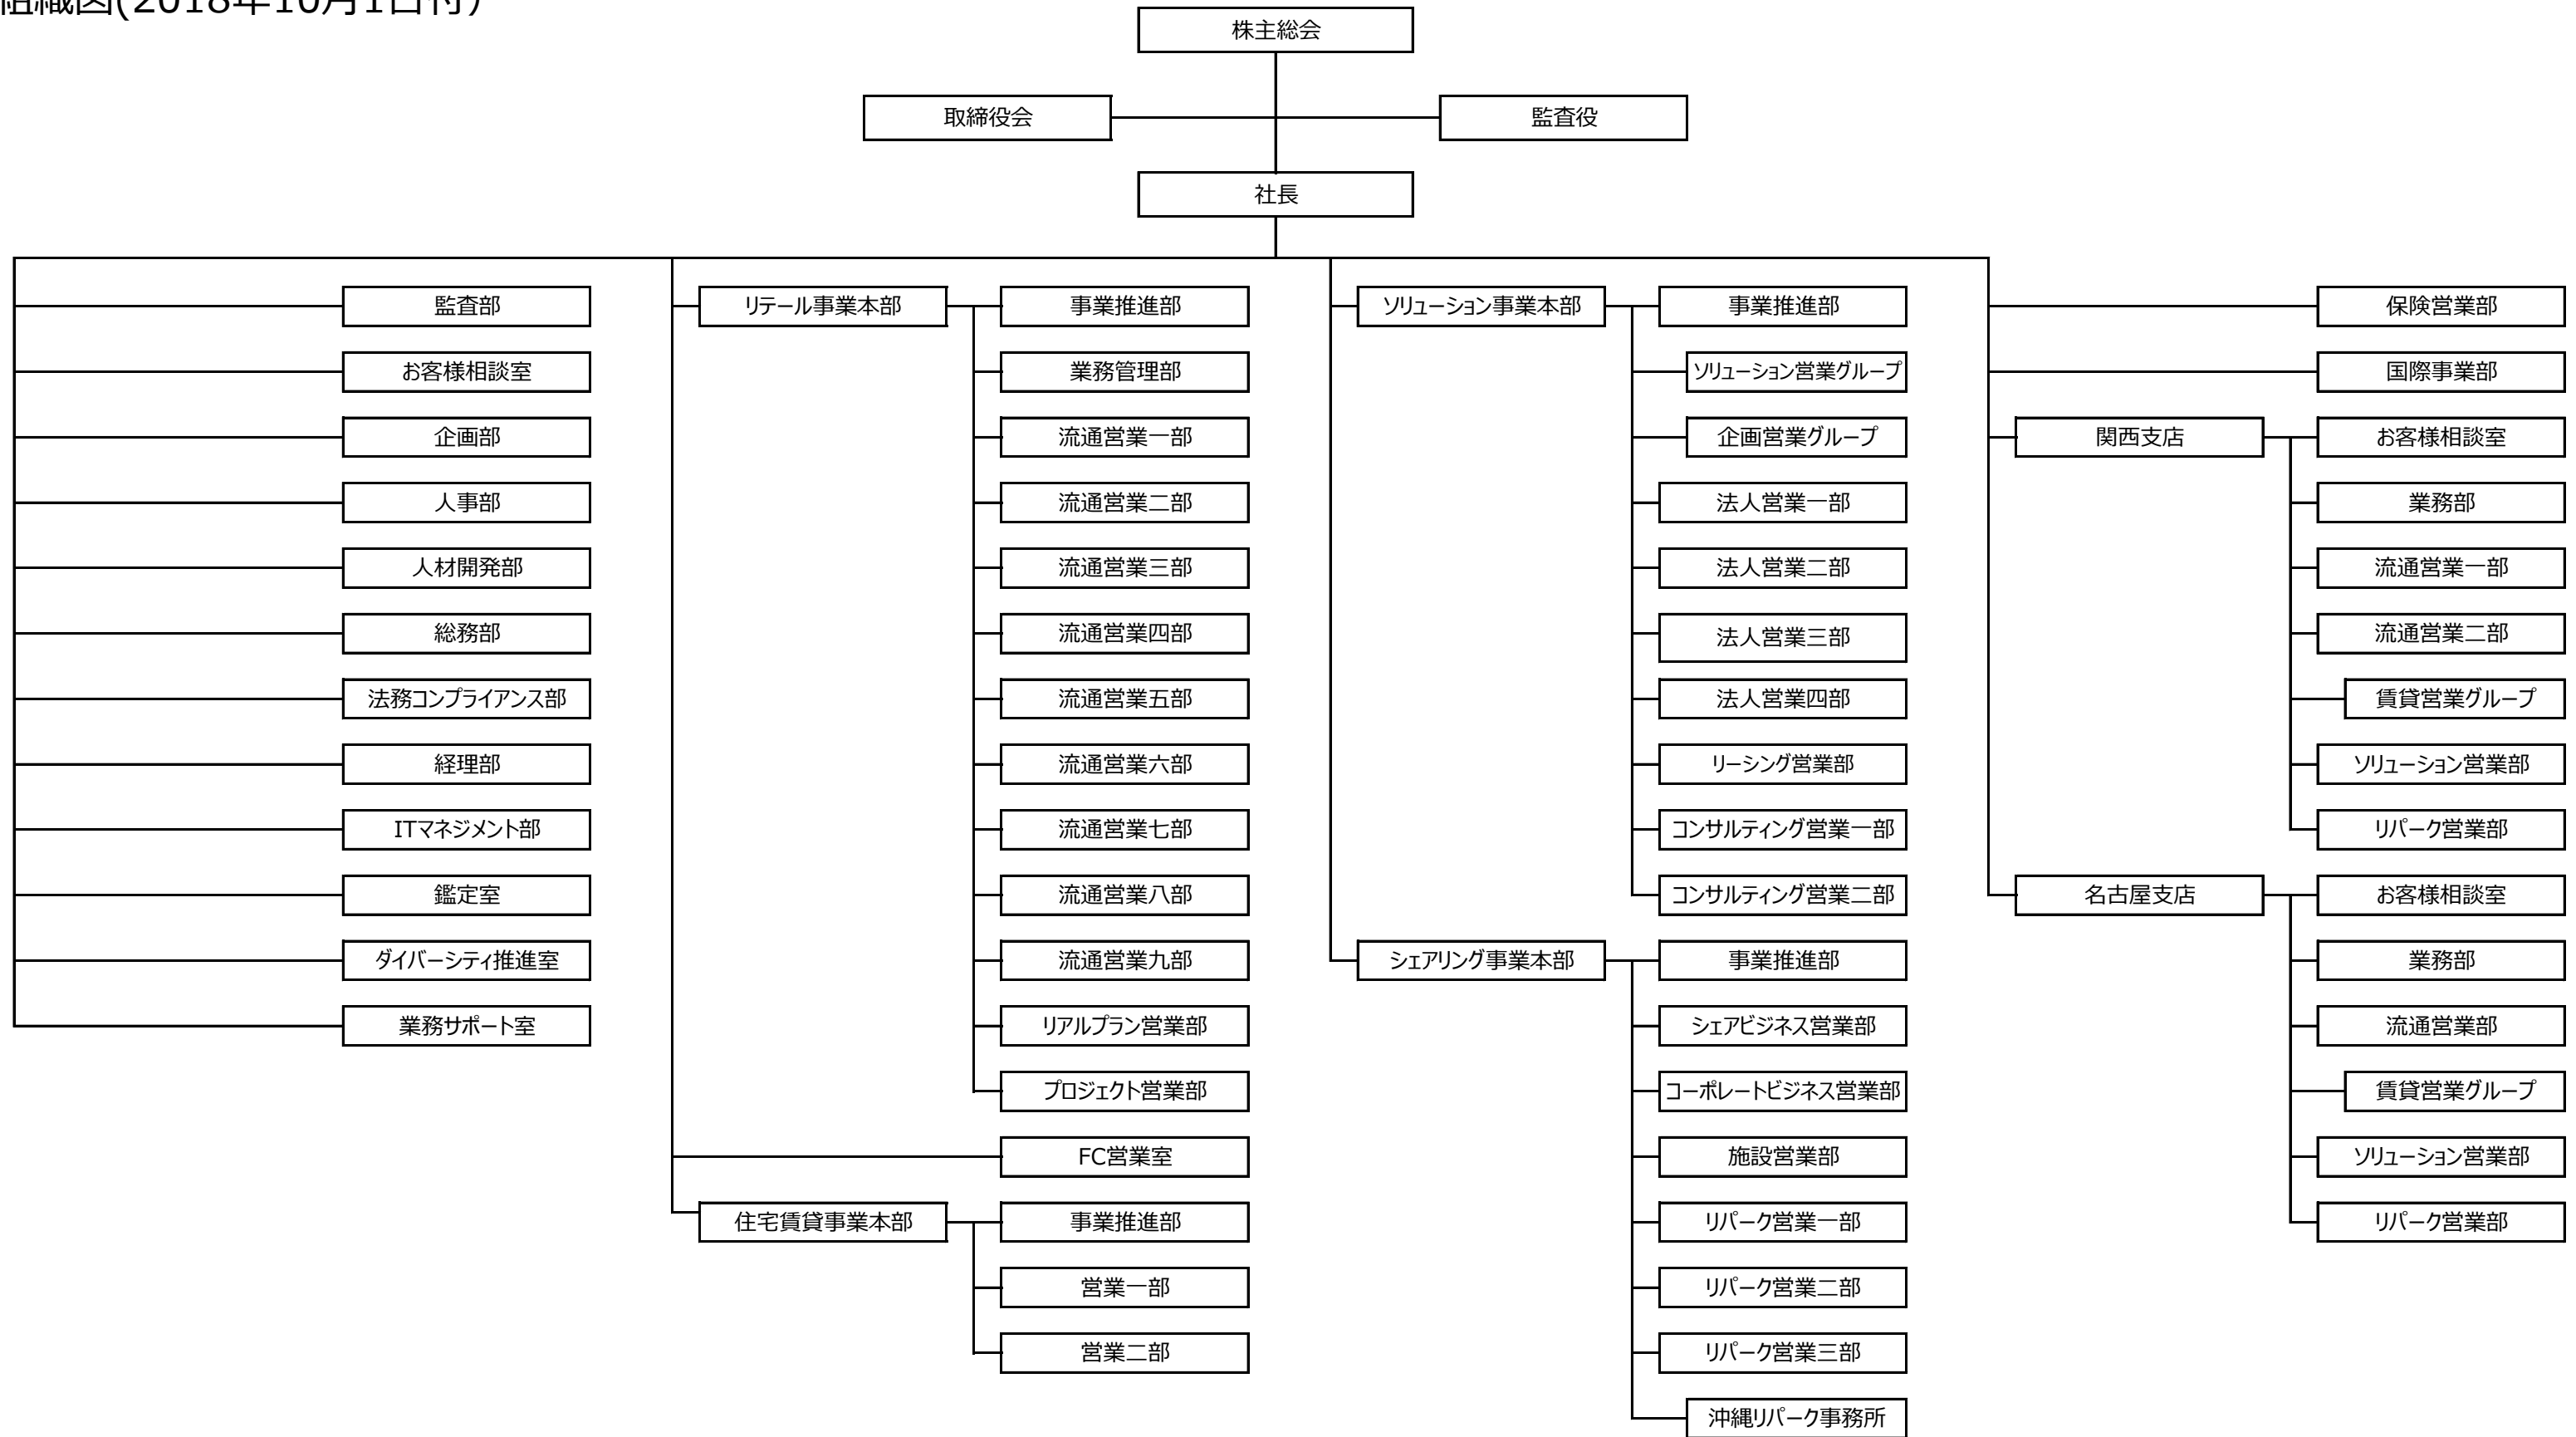 組織図(2018年10月1日付)
株主総会
取締役会
監査役
社長
監査部
お客様相談室
企画部
人事部
人材開発部
総務部
法務コンプライアンス部
経理部
ITマネジメント部
鑑定室
ダイバーシティ推進室
業務サポート室
リテール事業本部
事業推進部
業務管理部
流通営業一部
流通営業二部
流通営業三部
流通営業四部
流通営業五部
流通営業六部
流通営業七部
流通営業八部
流通営業九部
リアルプラン営業部
プロジェクト営業部
FC営業室
住宅賃貸事業本部
事業推進部
営業一部
営業二部
ソリューション事業本部
事業推進部
ソリューション営業グループ
企画営業グループ
法人営業一部
法人営業二部
法人営業三部
法人営業四部
リーシング営業部
コンサルティング営業一部
コンサルティング営業二部
シェアリング事業本部
事業推進部
シェアビジネス営業部
コーポレートビジネス営業部
施設営業部
リパーク営業一部
リパーク営業二部
リパーク営業三部
沖縄リパーク事務所
保険営業部
国際事業部
関西支店
お客様相談室
業務部
流通営業一部
流通営業二部
賃貸営業グループ
ソリューション営業部
リパーク営業部
名古屋支店
お客様相談室
業務部
流通営業部
賃貸営業グループ
ソリューション営業部
リパーク営業部